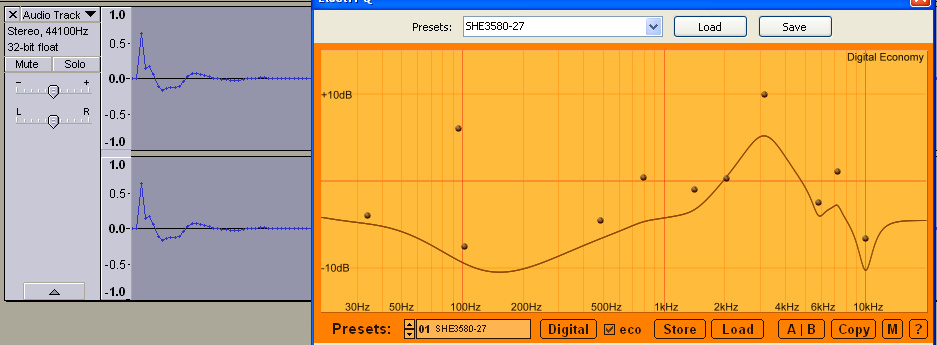 Audio Track
Stereo, 44100Hz
32-bit float
Mute Solo
- +
L R
1.0
0.5-
0.0-
-0.5-
-1.0
1.0
0.5-
0.0-
-0.5-
-1.0
Presets: SHE3580-27 Load Save
Digital Economy
+10dB
-10dB
30Hz 50Hz 100Hz 200Hz 500Hz 1kHz 2kHz 4kHz 6kHz 10kHz
Presets: 01 SHE3580-27 Digital eco Store Load A | B Copy M ?